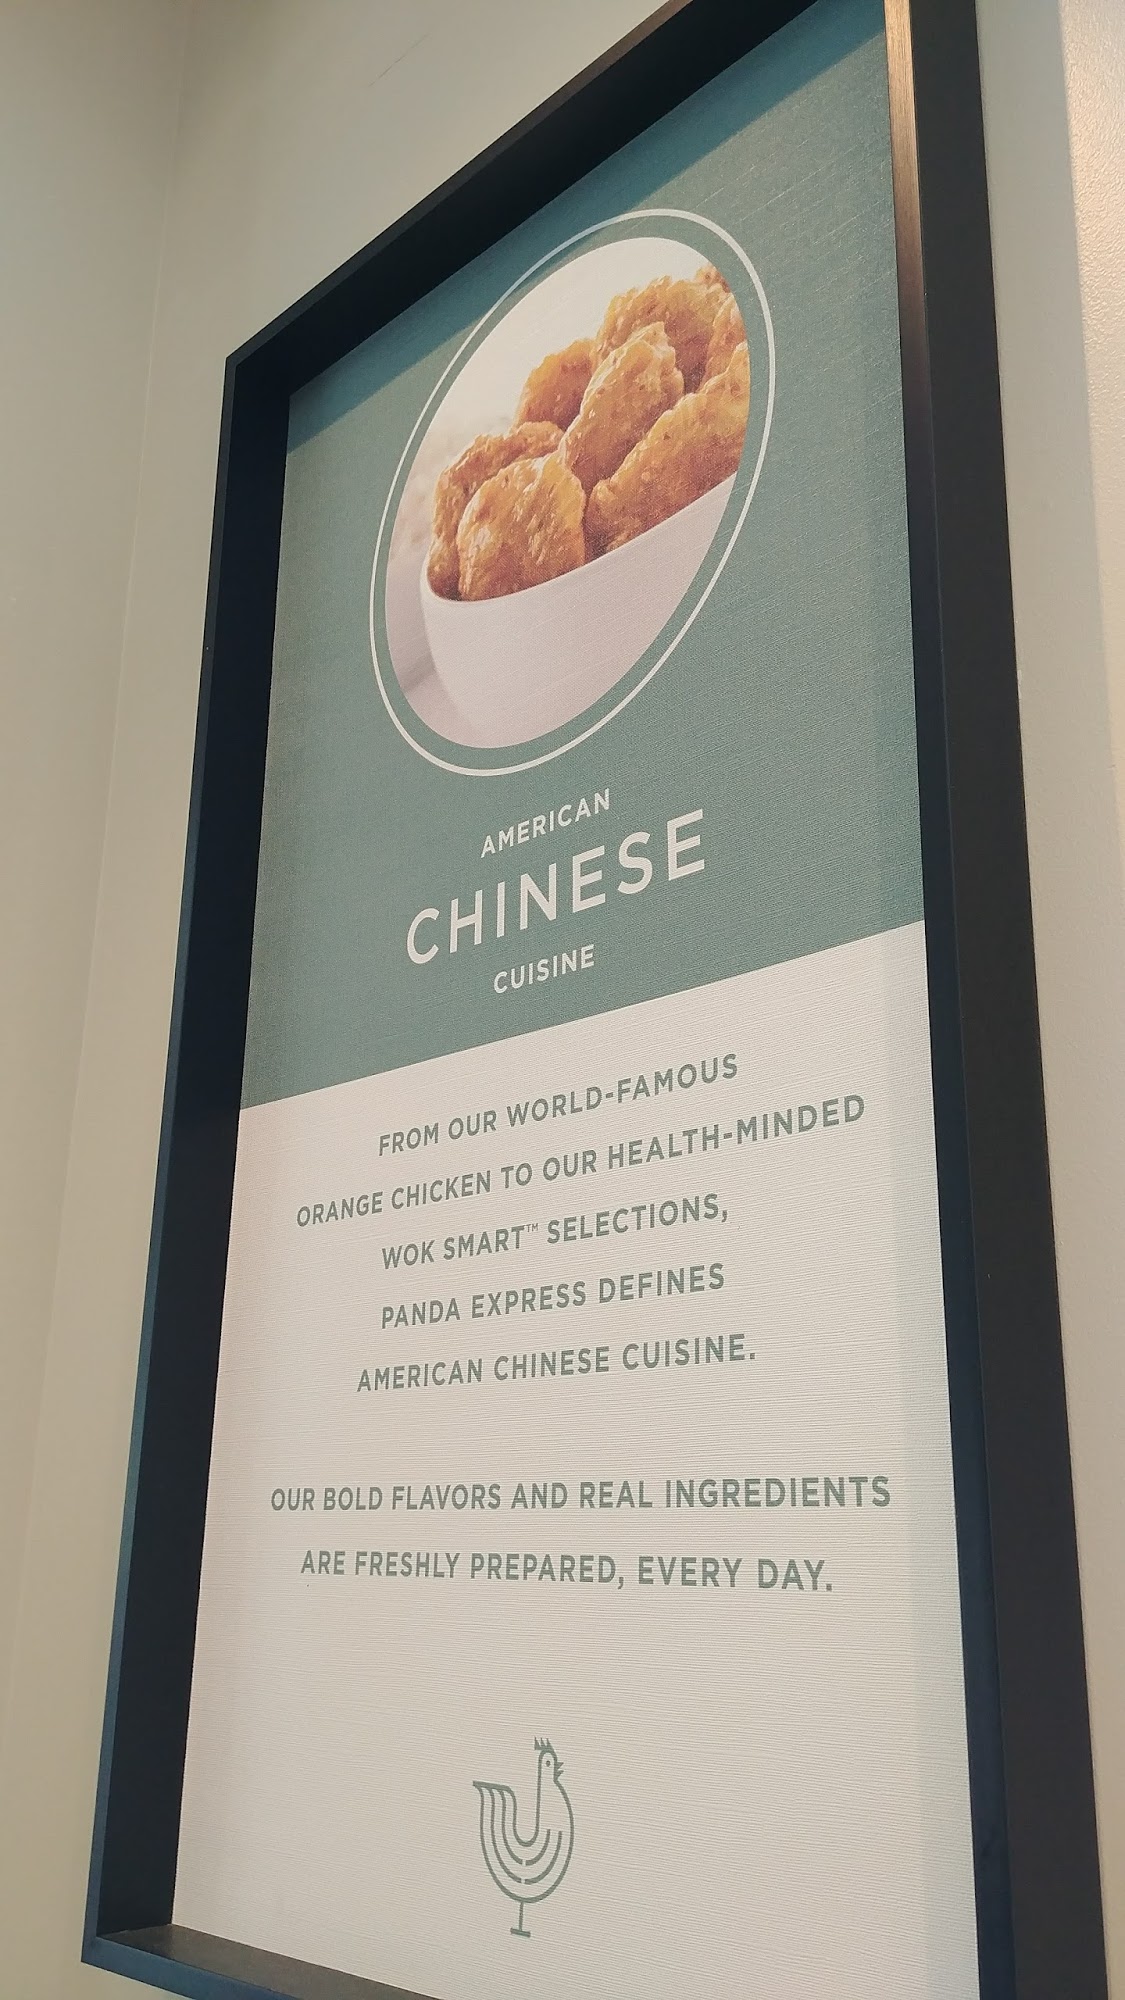 AMERICAN
CHINESE
CUISINE
FROM OUR WORLD-FAMOUS
ORANGE CHICKEN TO OUR HEALTH-MINDED
WOK SMART™ SELECTIONS,
PANDA EXPRESS DEFINES
AMERICAN CHINESE CUISINE.
OUR BOLD FLAVORS AND REAL INGREDIENTS
ARE FRESHLY PREPARED, EVERY DAY.